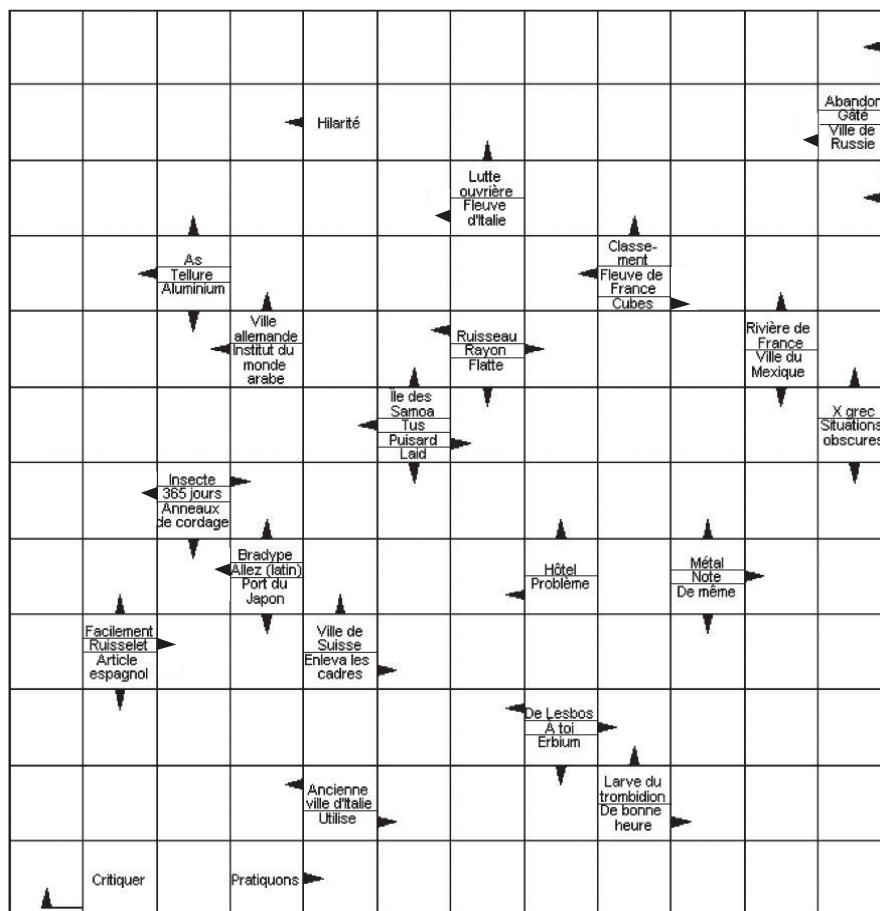 Hilarité
Abandon
Gâté
Ville de
Russie
Lutte
ouvrière
Fleuve
d'Italie
As
Tellure
Aluminium
Classe-
ment
Fleuve de
France
Cubes
Ville
allemande
Institut du
monde
arabe
Ruisseau
Rayon
Flatte
Rivière de
France
Ville du
Mexique
Île des
Samoa
Tus
Puisard
Laid
X grec
Situations
obscures
Insecte
365 jours
Anneaux
de cordage
Bradype
Allez (latin)
Port du
Japon
Hôtel
Problème
Métal
Note
De même
Facilement
Ruisselet
Article
espagnol
Ville de
Suisse
Enleva les
cadres
De Lesbos
À toi
Erbium
Ancienne
ville d'Italie
Utilise
Larve du
trombidion
De bonne
heure
Critiquer
Pratiquons